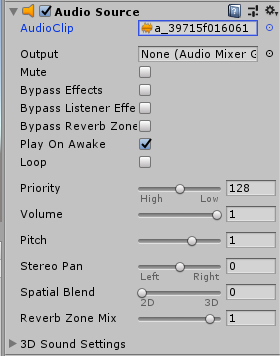 Audio Source
AudioClip a_39715f016061
Output None (Audio Mixer G
Mute
Bypass Effects
Bypass Listener Effe
Bypass Reverb Zone
Play On Awake
Loop
Priority 128
High Low
Volume 1
Pitch 1
Stereo Pan 0
Left Right
Spatial Blend 0
2D 3D
Reverb Zone Mix 1
3D Sound Settings